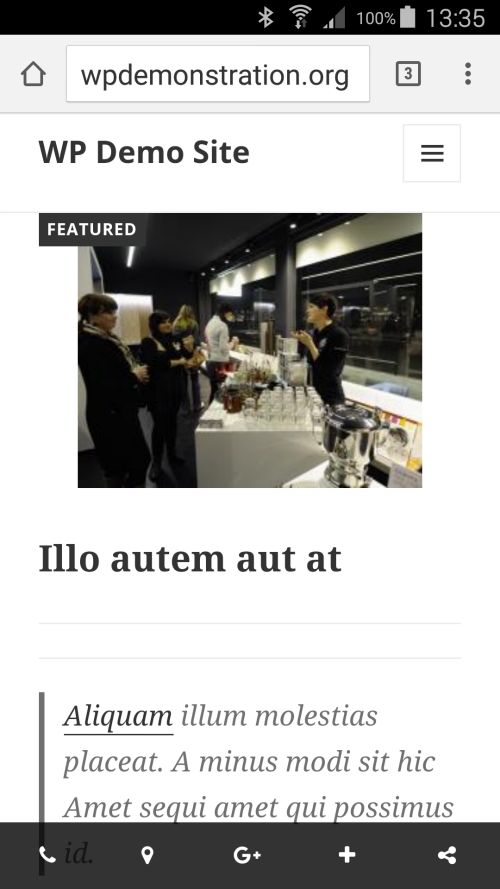 100% 13:35
wpdemonstration.org 3
WP Demo Site
FEATURED
Illo autem aut at
Aliquam illum molestias
placeat. A minus modi sit hic
Amet sequi amet qui possimus
id.
G+